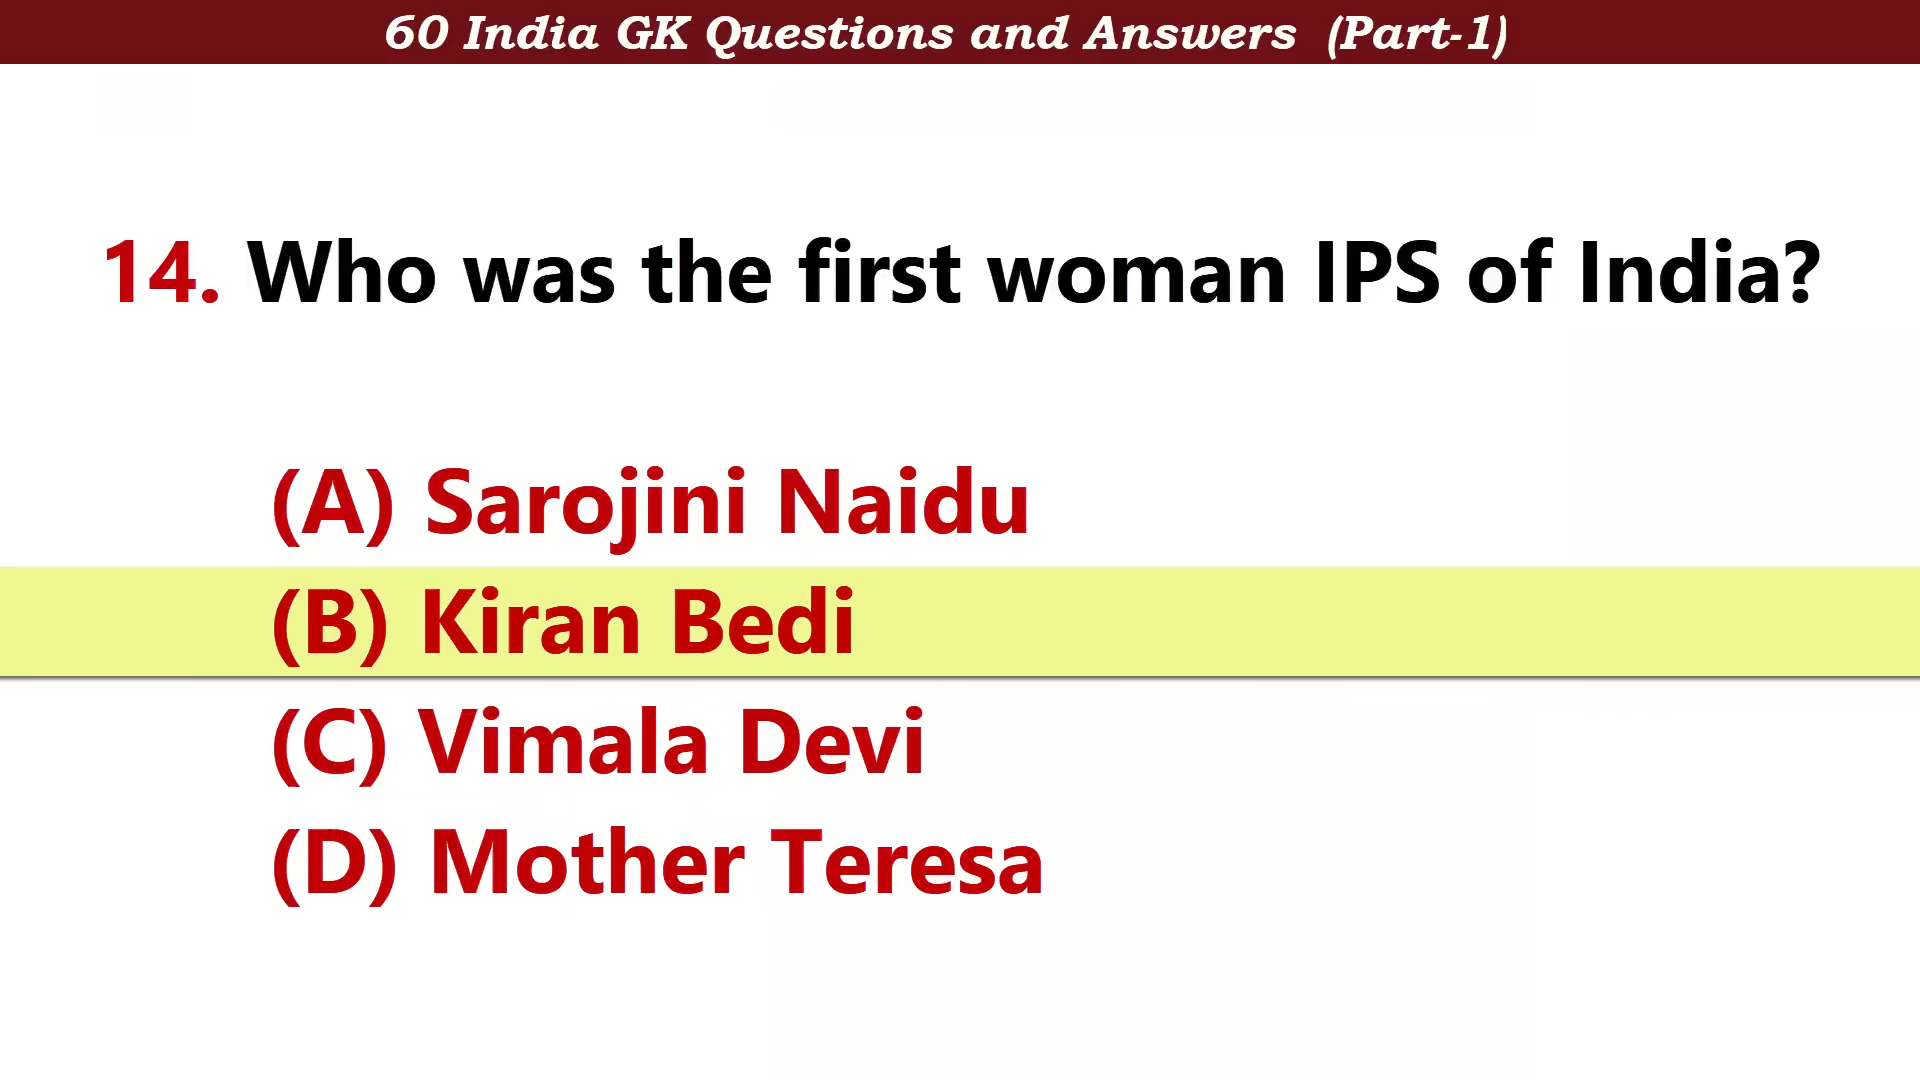 60 India GK Questions and Answers (Part-1)
14. Who was the first woman IPS of India?
(A) Sarojini Naidu
(B) Kiran Bedi
(C) Vimala Devi
(D) Mother Teresa